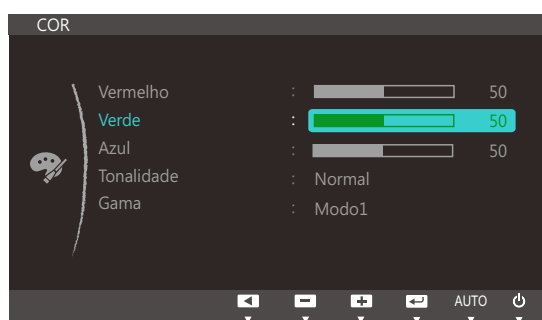 COR
Vermelho : 50
Verde : 50
Azul : 50
Tonalidade : Normal
Gama : Modo1
AUTO